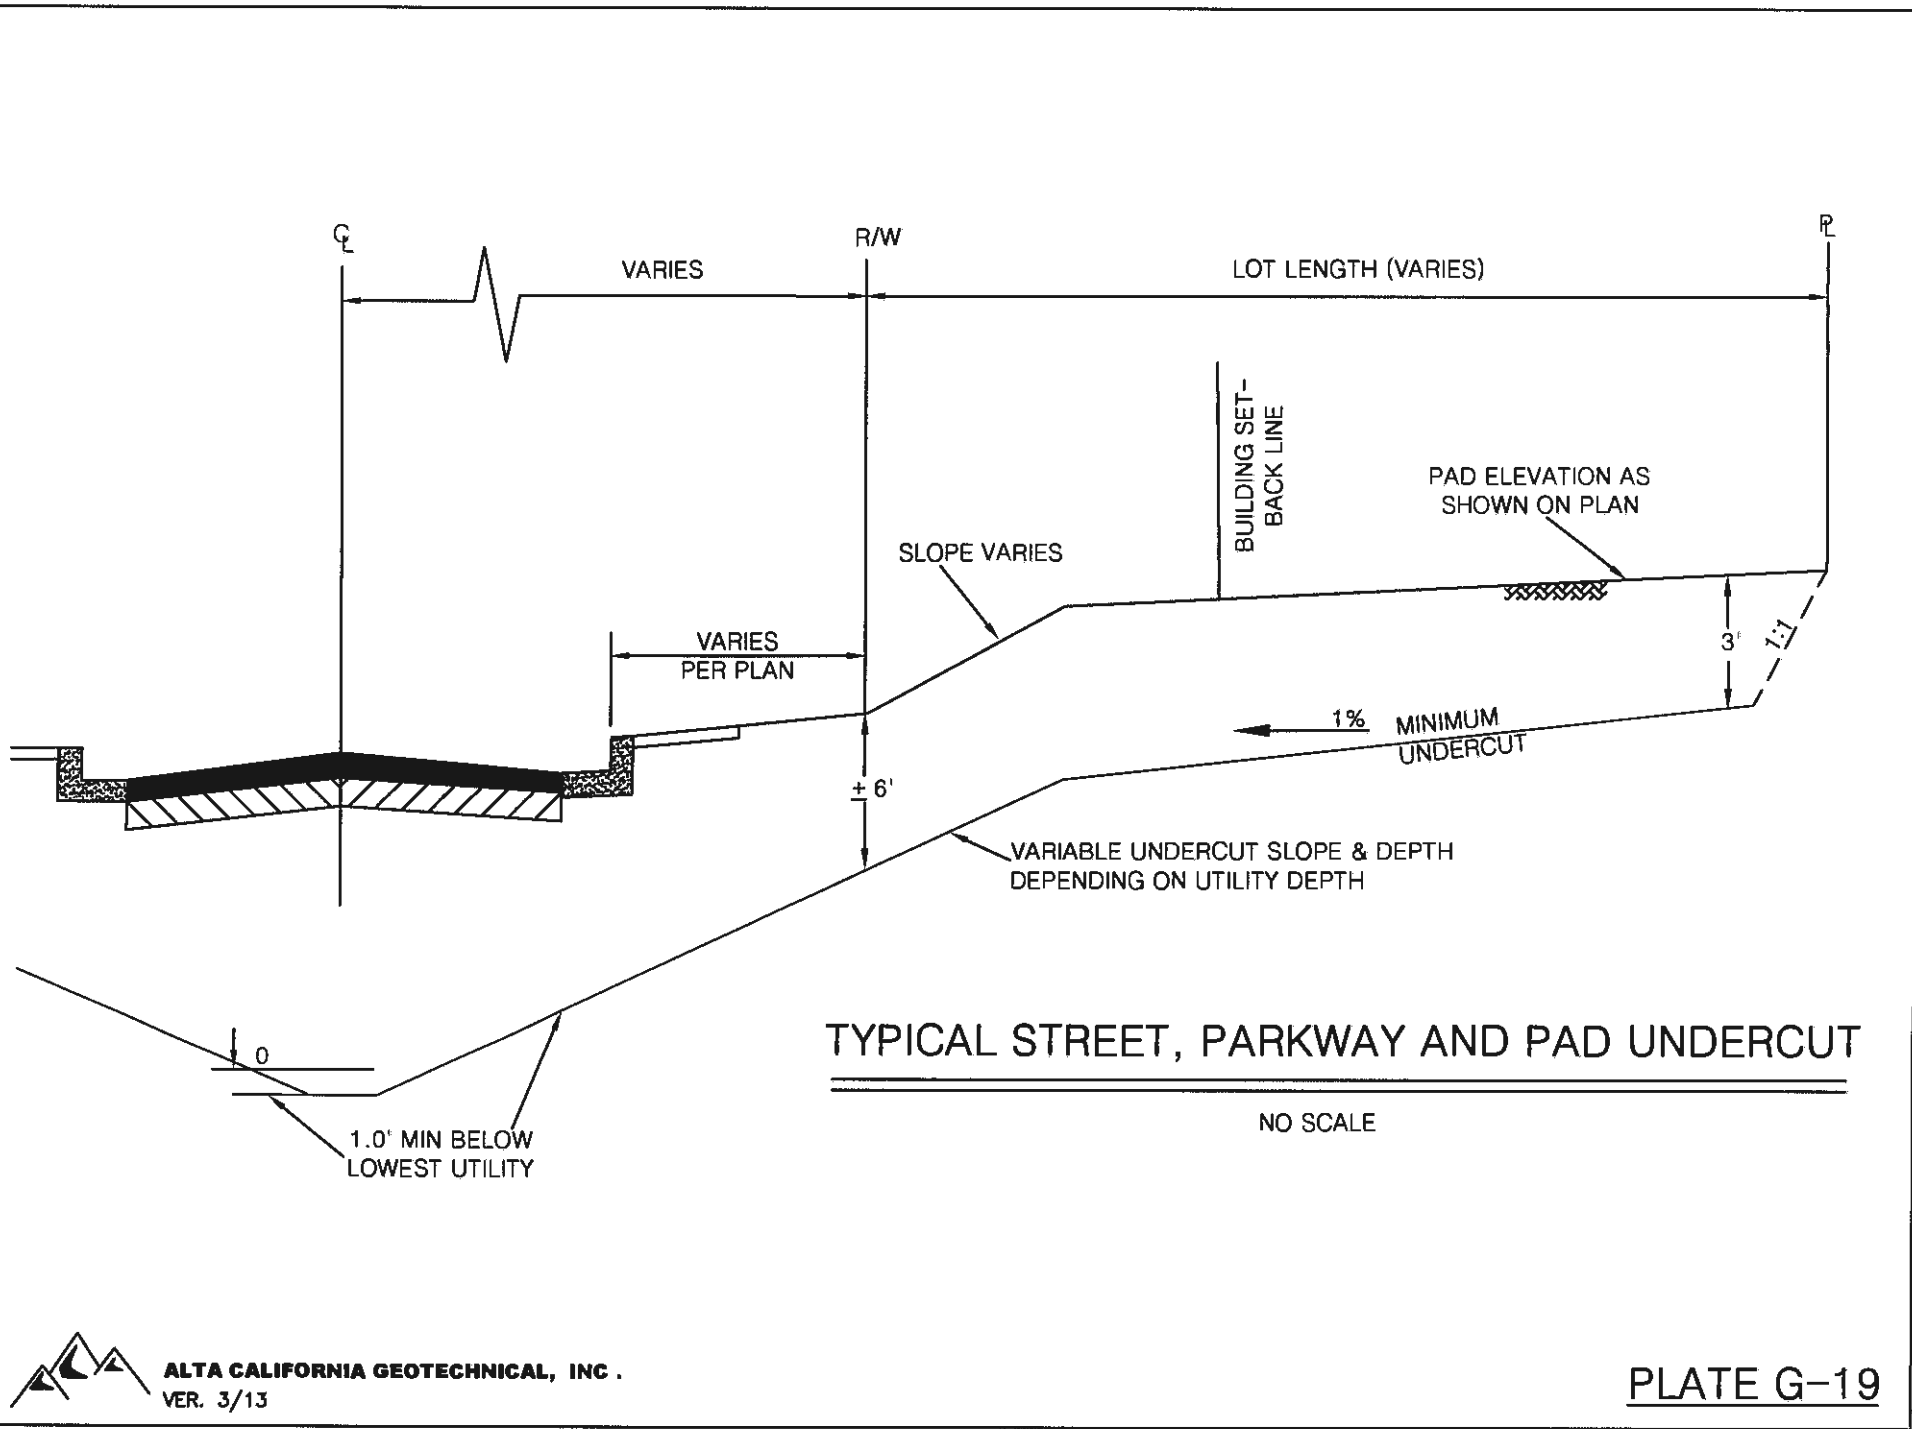 ℄
R/W
℄
VARIES
LOT LENGTH (VARIES)
BUILDING SET-
BACK LINE
PAD ELEVATION AS
SHOWN ON PLAN
SLOPE VARIES
VARIES
PER PLAN
3'
1:1
1%
MINIMUM
UNDERCUT
± 6'
VARIABLE UNDERCUT SLOPE & DEPTH
DEPENDING ON UTILITY DEPTH
0
1.0' MIN BELOW
LOWEST UTILITY
TYPICAL STREET, PARKWAY AND PAD UNDERCUT
NO SCALE
ALTA CALIFORNIA GEOTECHNICAL, INC .
VER. 3/13
PLATE G-19